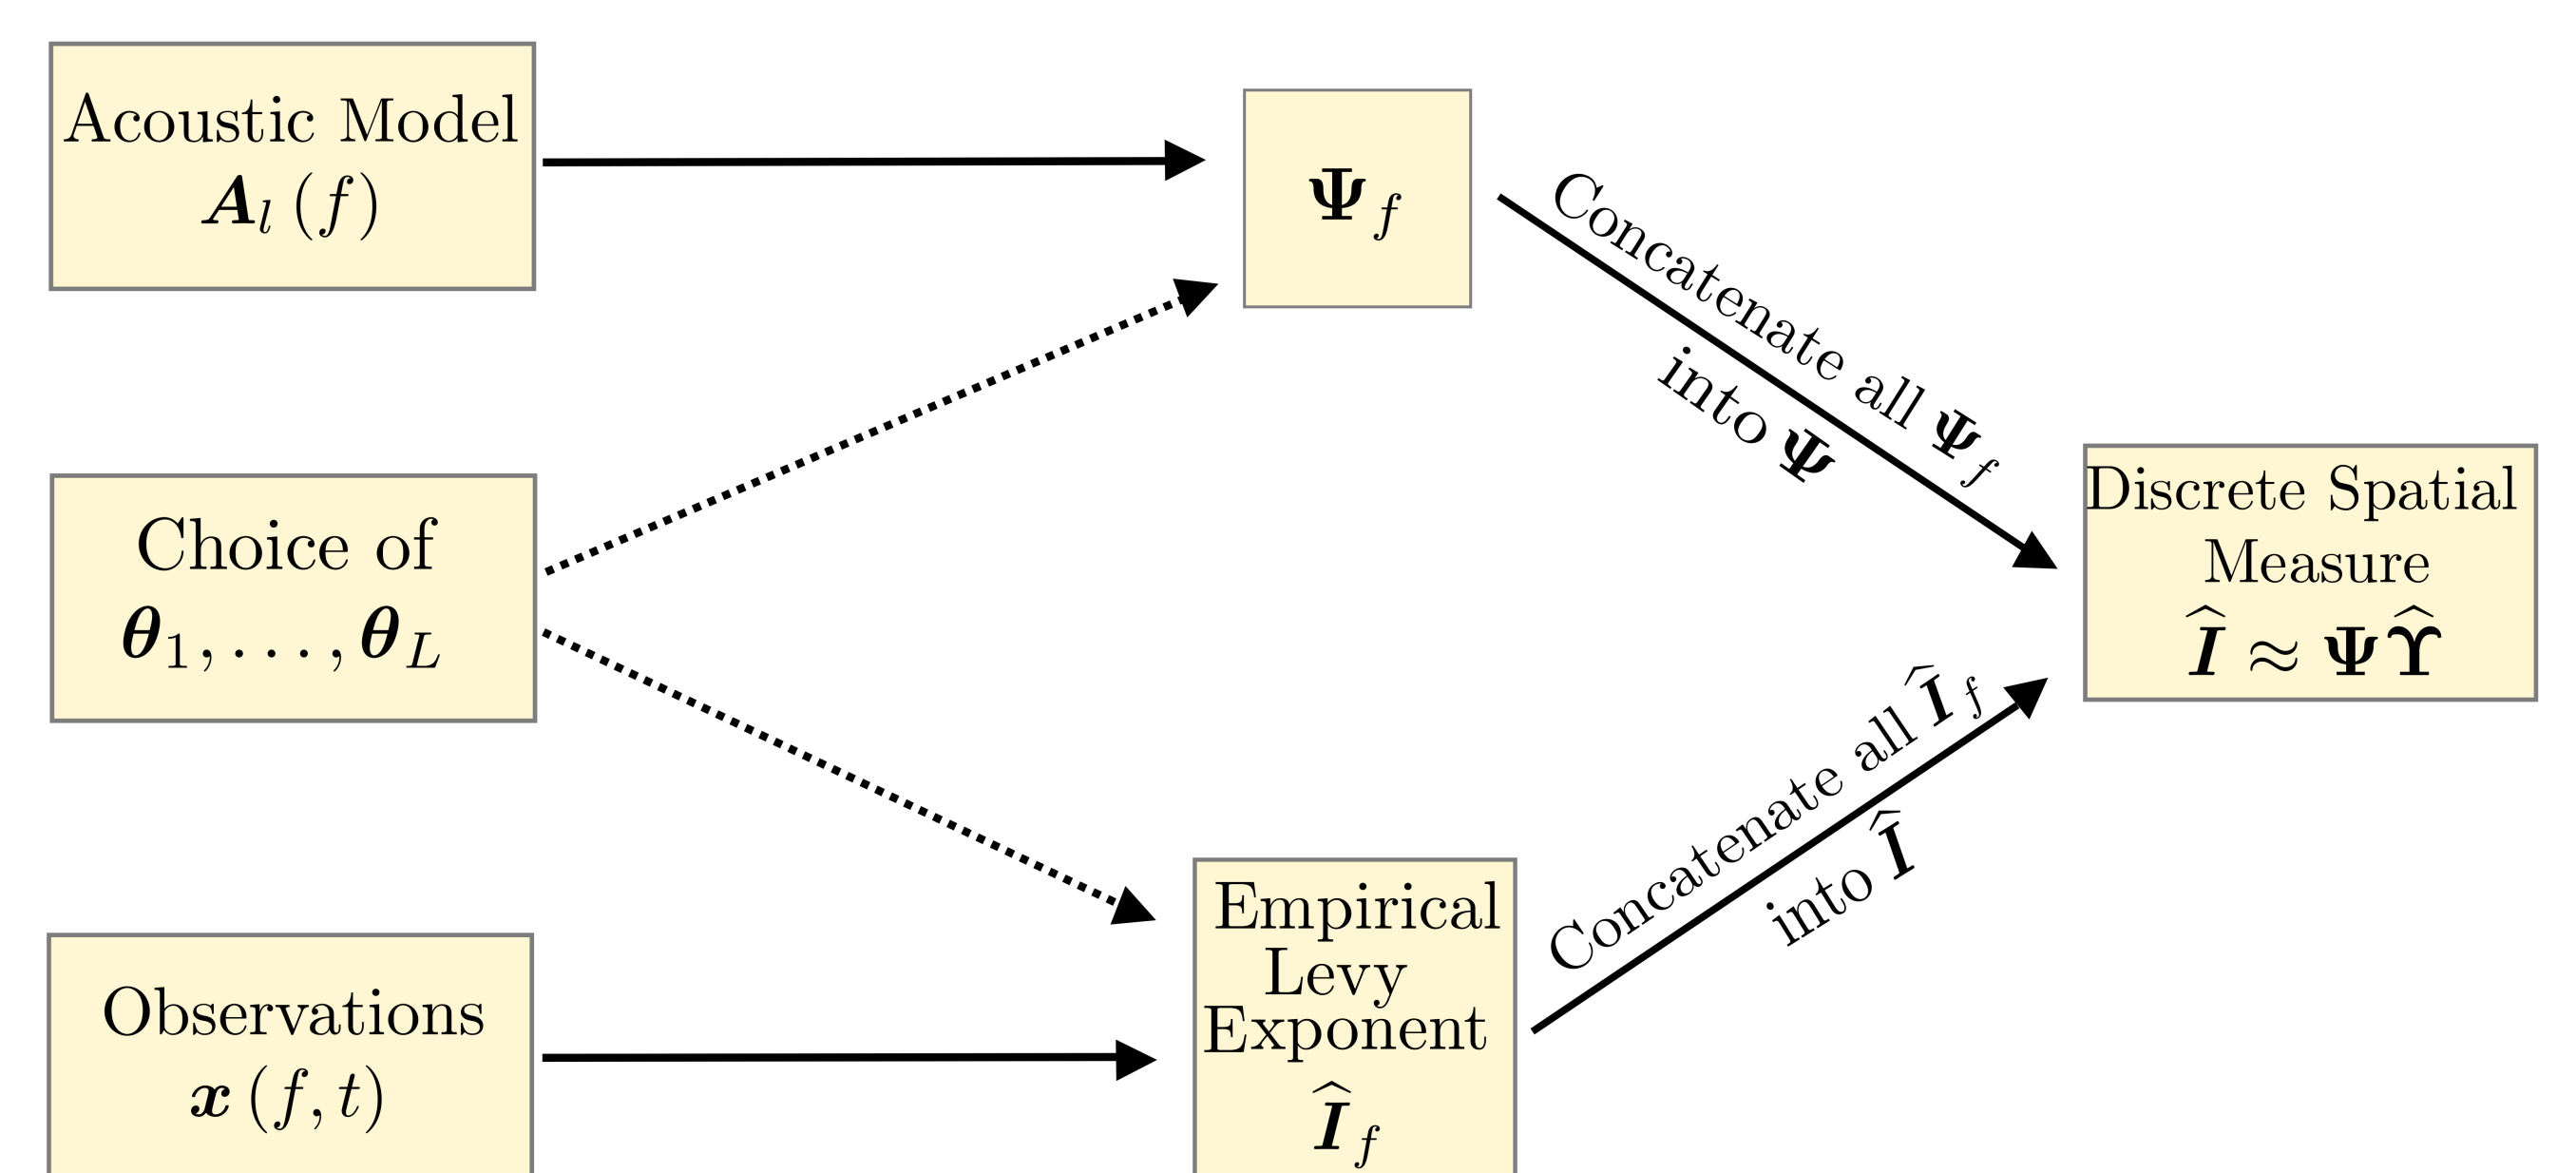 Acoustic Model
A_l (f)
Ψ_f
Concatenate all Ψ_f
into Ψ
Choice of
θ_1, . . . , θ_L
Discrete Spatial
Measure
Î ≈ ΨϒÌ‚
Concatenate all Î_f
into Î
Observations
x (f, t)
Empirical
Levy
Exponent
Î_f